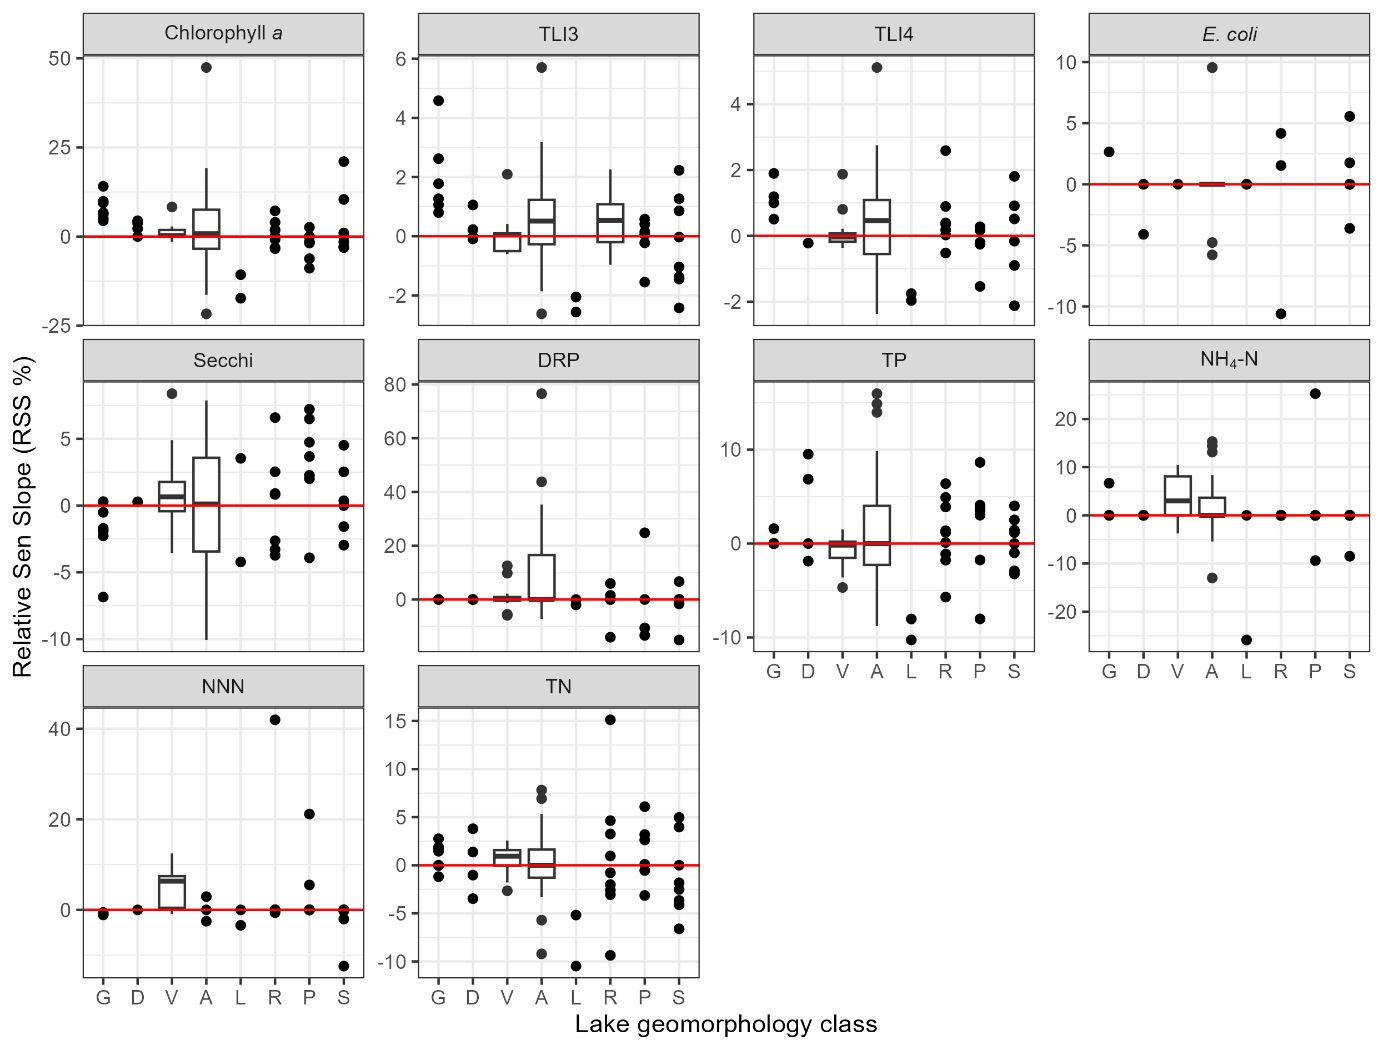 Chlorophyll a
TLI3
TLI4
E. coli
50
25
0
-25
6
4
2
0
-2
4
2
0
-2
10
5
0
-5
-10
Secchi
DRP
TP
NH₄-N
5
0
-5
-10
80
60
40
20
0
10
0
-10
20
10
0
-10
-20
G D V A L R P S
G D V A L R P S
NNN
TN
40
20
0
15
10
5
0
-5
-10
G D V A L R P S
G D V A L R P S
Relative Sen Slope (RSS %)
Lake geomorphology class